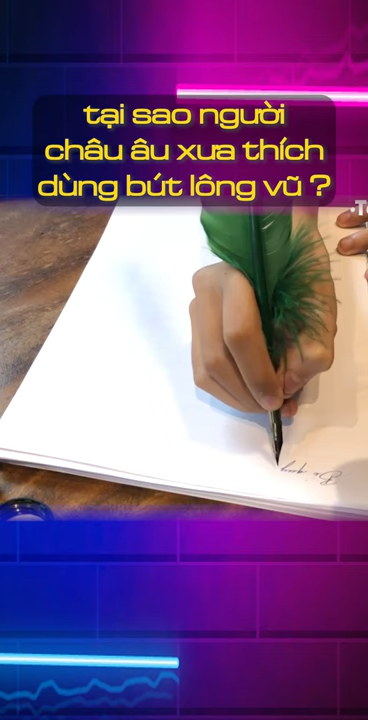 tại sao người
châu âu xưa thích
dùng bút lông vũ ?